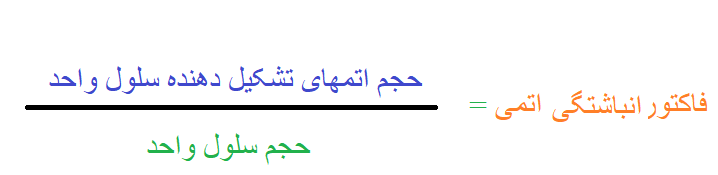 حجم اتمهای تشکیل دهنده سلول واحد
فاکتور انباشتگی اتمی =
حجم سلول واحد